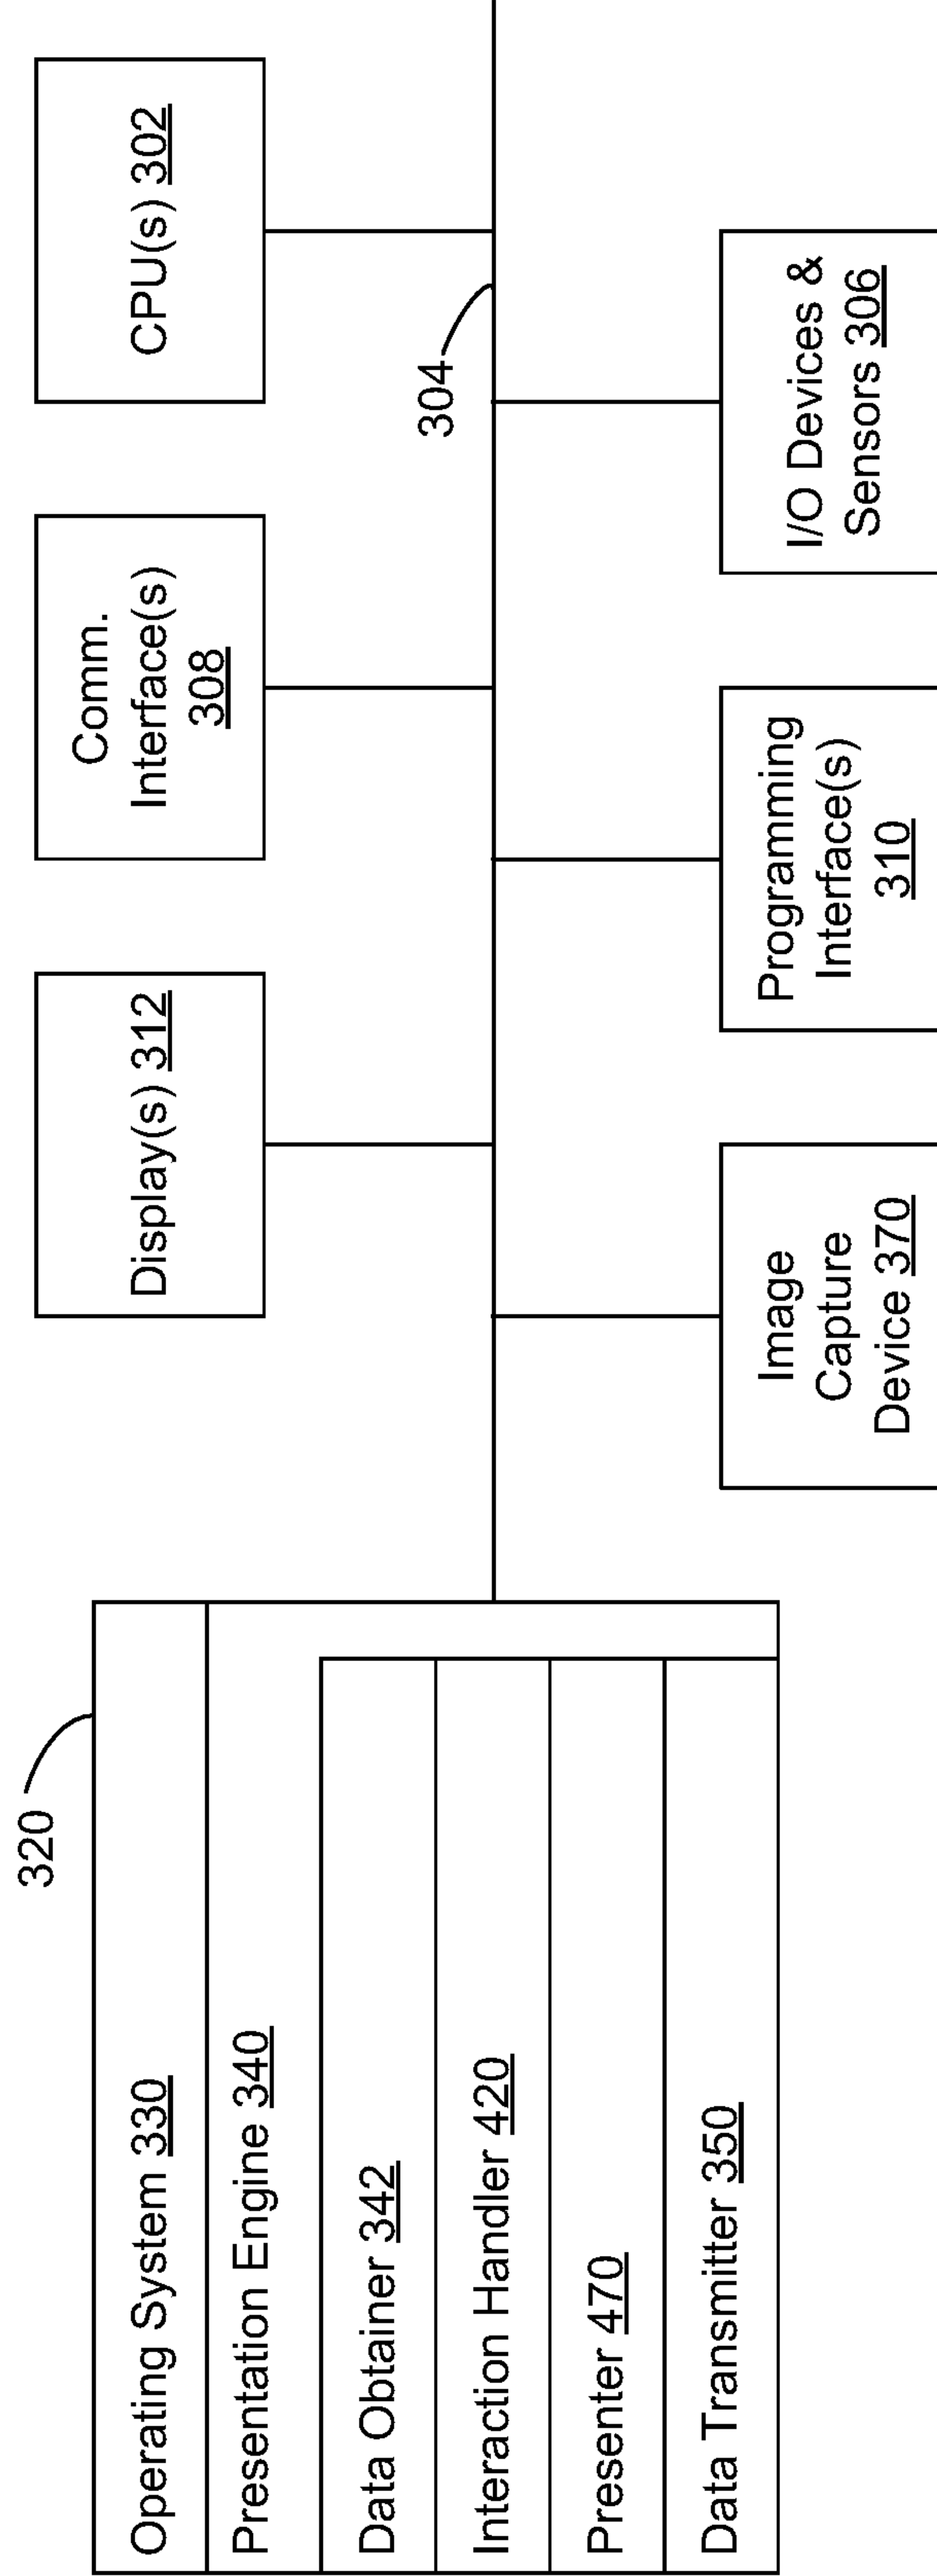 320
Operating System 330
Presentation Engine 340
Data Obtainer 342
Interaction Handler 420
Presenter 470
Data Transmitter 350
Display(s) 312
Comm.
Interface(s)
308
CPU(s) 302
304
Image
Capture
Device 370
Programming
Interface(s)
310
I/O Devices &
Sensors 306